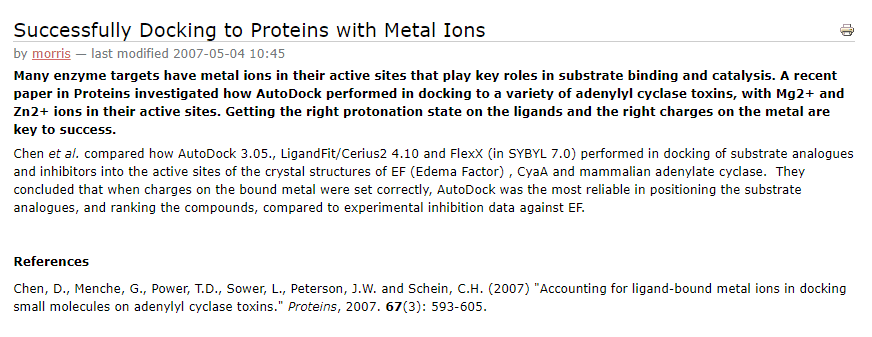 Successfully Docking to Proteins with Metal Ions
by morris — last modified 2007-05-04 10:45
Many enzyme targets have metal ions in their active sites that play key roles in substrate binding and catalysis. A recent
paper in Proteins investigated how AutoDock performed in docking to a variety of adenylyl cyclase toxins, with Mg2+ and
Zn2+ ions in their active sites. Getting the right protonation state on the ligands and the right charges on the metal are
key to success.
Chen et al. compared how AutoDock 3.05., LigandFit/Cerius2 4.10 and FlexX (in SYBYL 7.0) performed in docking of substrate analogues
and inhibitors into the active sites of the crystal structures of EF (Edema Factor) , CyaA and mammalian adenylate cyclase.  They
concluded that when charges on the bound metal were set correctly, AutoDock was the most reliable in positioning the substrate
analogues, and ranking the compounds, compared to experimental inhibition data against EF.
References
Chen, D., Menche, G., Power, T.D., Sower, L., Peterson, J.W. and Schein, C.H. (2007) "Accounting for ligand-bound metal ions in docking
small molecules on adenylyl cyclase toxins." Proteins, 2007. 67(3): 593-605.